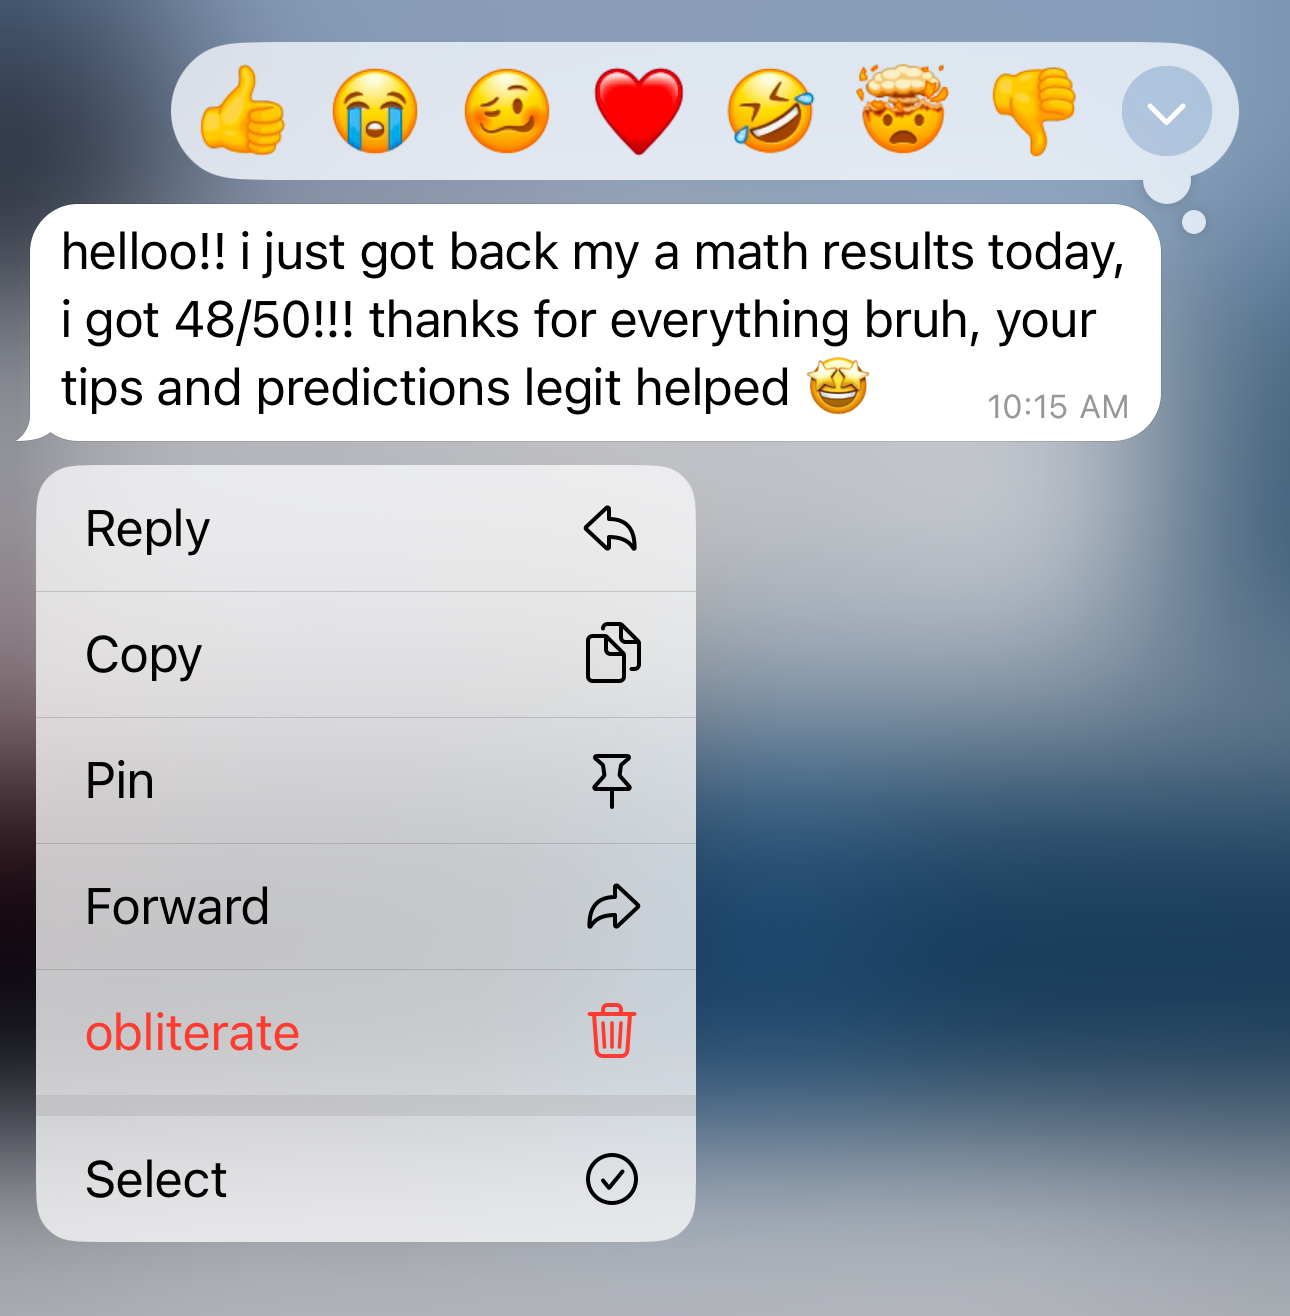 helloo!! i just got back my a math results today,
i got 48/50!!! thanks for everything bruh, your
tips and predictions legit helped 🤩
10:15 AM
Reply
Copy
Pin
Forward
obliterate
Select